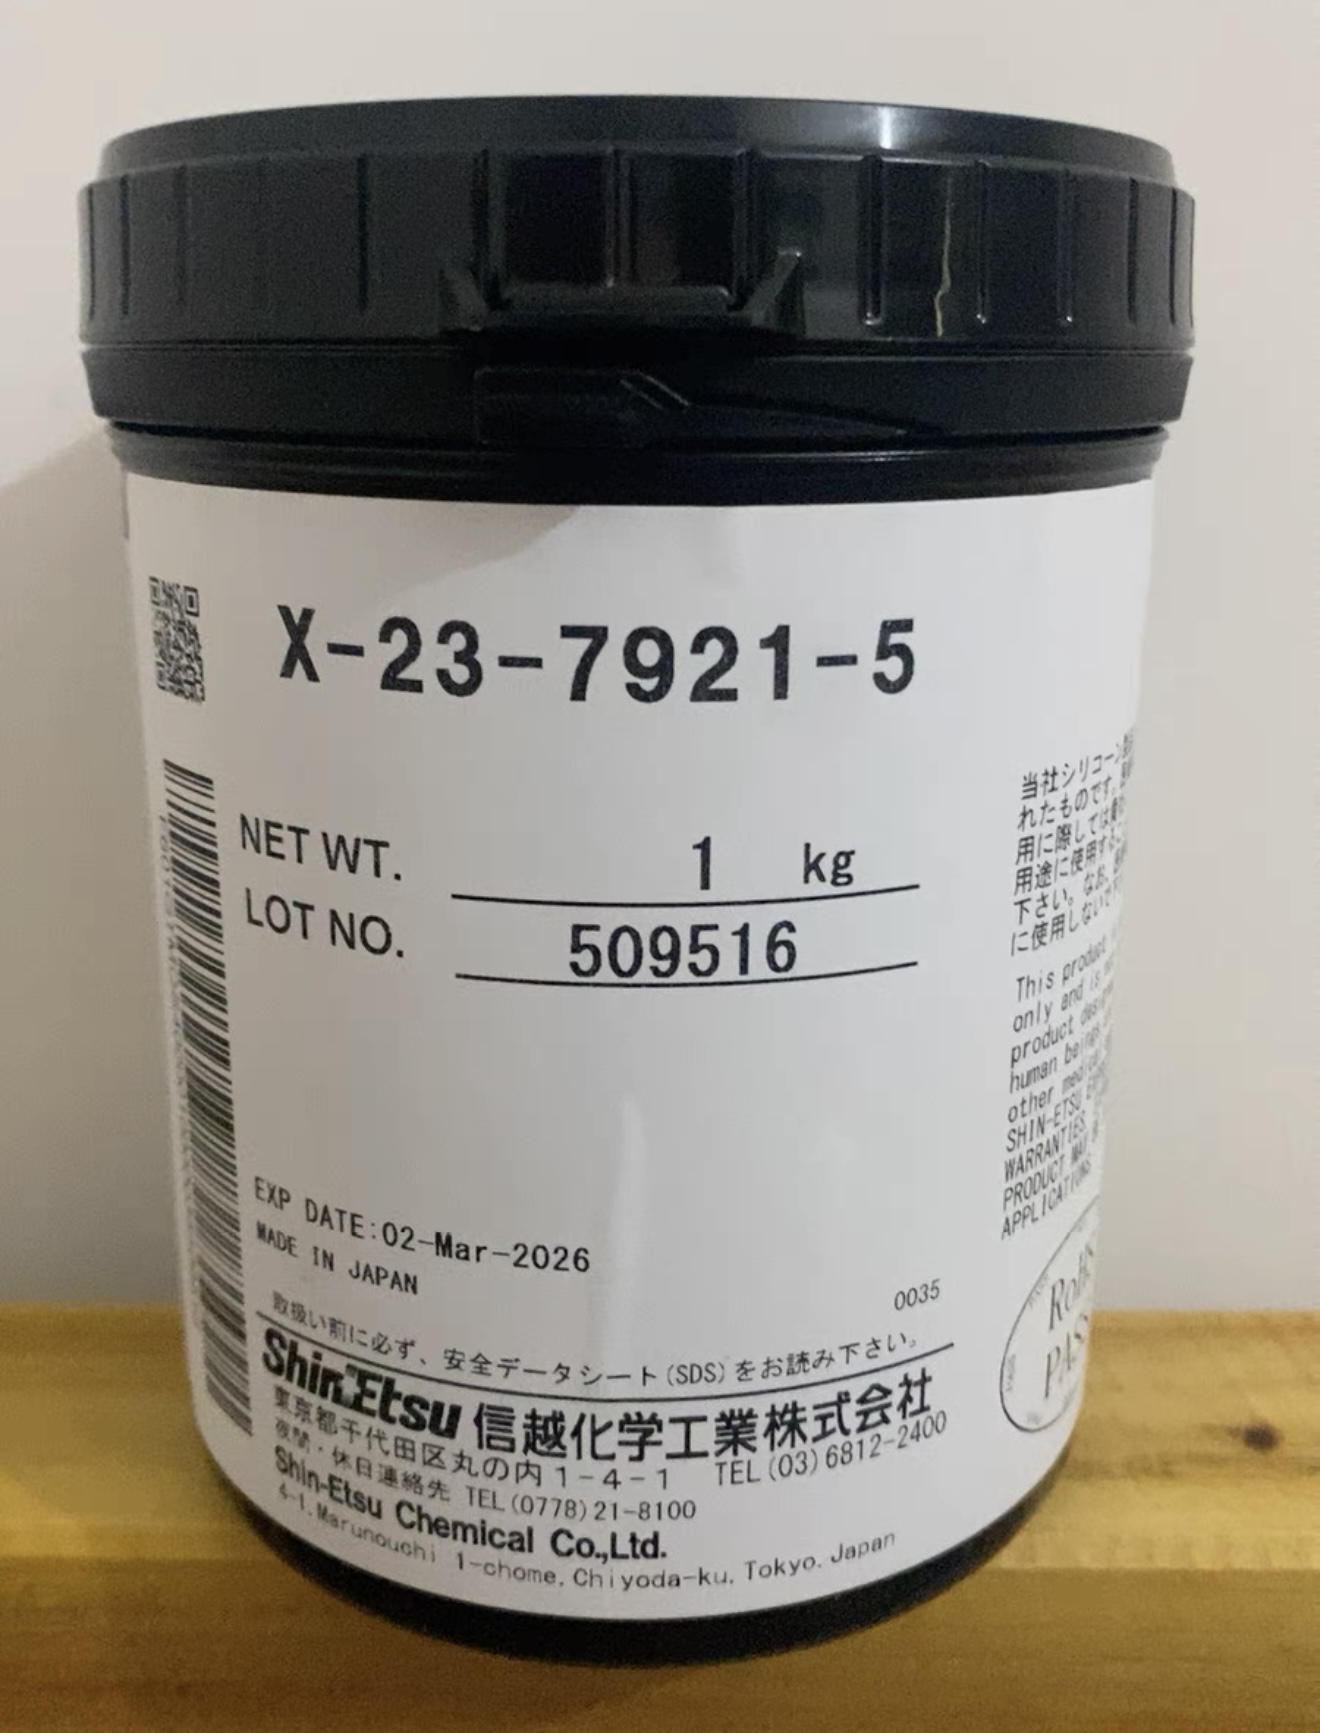 X-23-7921-5
NET WT. 1 kg
LOT NO. 509516
EXP DATE:02-Mar-2026
MADE IN JAPAN
0035
取扱い前に必ず、安全データシート(SDS)をお読み下さい。
ShinEtsu 信越化学工業株式会社
東京都千代田区丸の内1-4-1 TEL(03)6812-2400
夜間・休日連絡先 TEL(0778)21-8100
Shin-Etsu Chemical Co.,Ltd.
4-1, Marunouchi 1-chome, Chiyoda-ku, Tokyo, Japan
当社シリコーン
れたものです。
用に際しては
用途に使用する
下さい。なお、
に使用しないで
This product
only and is
product
human beings
other
SHIN-ETSU
WARRANTIES
PRODUCT
APPLICATIONS
RoHS